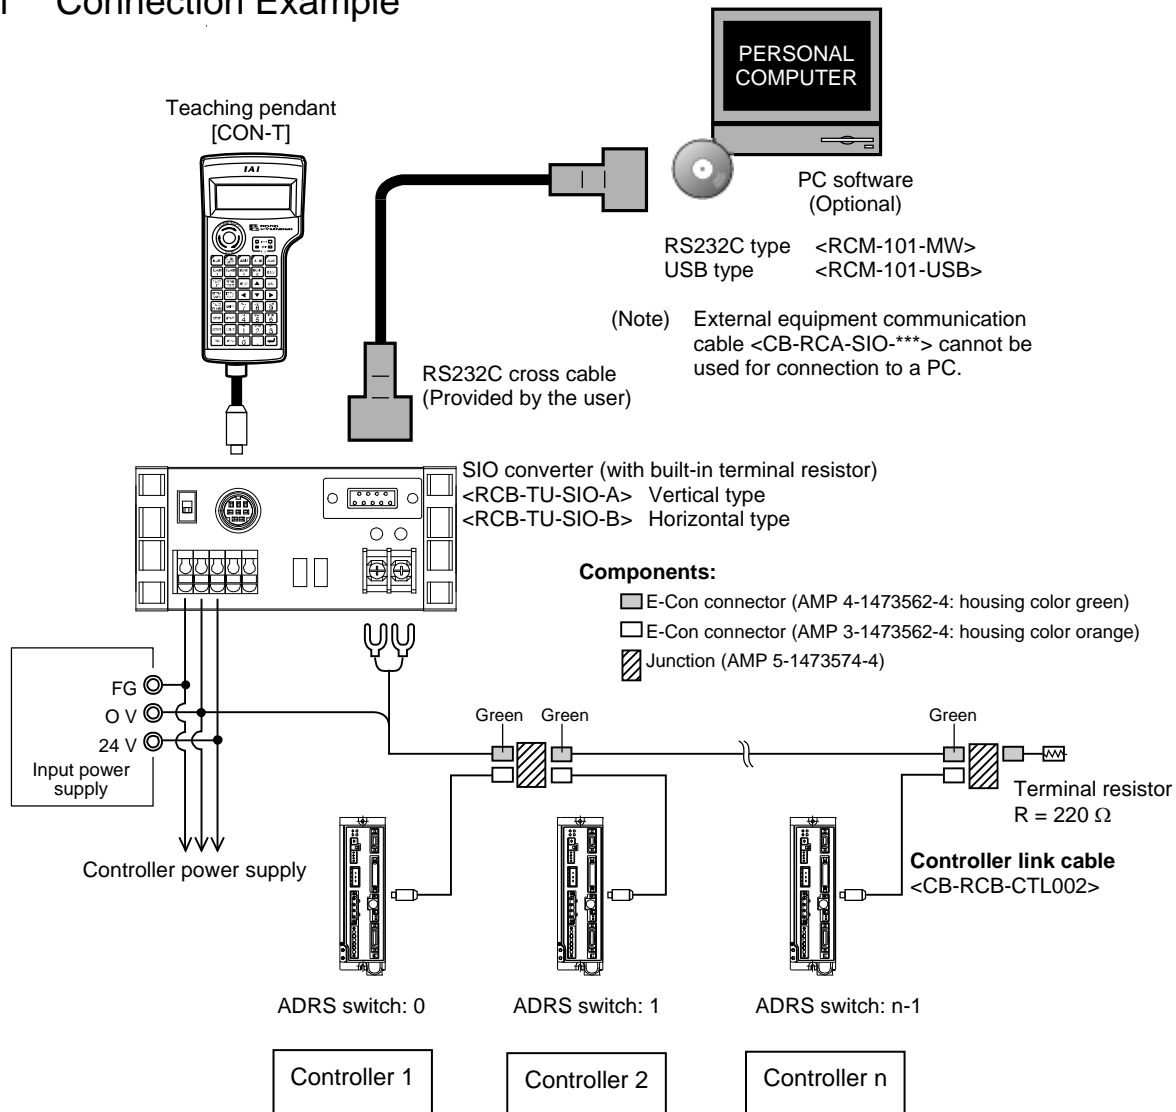 Connection Example
PERSONAL
COMPUTER
Teaching pendant
[CON-T]
IAI
PC software
(Optional)
RS232C type <RCM-101-MW>
USB type <RCM-101-USB>
(Note) External equipment communication
cable <CB-RCA-SIO-***> cannot be
used for connection to a PC.
RS232C cross cable
(Provided by the user)
SIO converter (with built-in terminal resistor)
<RCB-TU-SIO-A> Vertical type
<RCB-TU-SIO-B> Horizontal type
Components:
E-Con connector (AMP 4-1473562-4: housing color green)
E-Con connector (AMP 3-1473562-4: housing color orange)
Junction (AMP 5-1473574-4)
FG
O V
24 V
Input power
supply
Green Green Green
Terminal resistor
R = 220 Ω
Controller power supply
Controller link cable
<CB-RCB-CTL002>
ADRS switch: 0 ADRS switch: 1 ADRS switch: n-1
Controller 1 Controller 2 Controller n